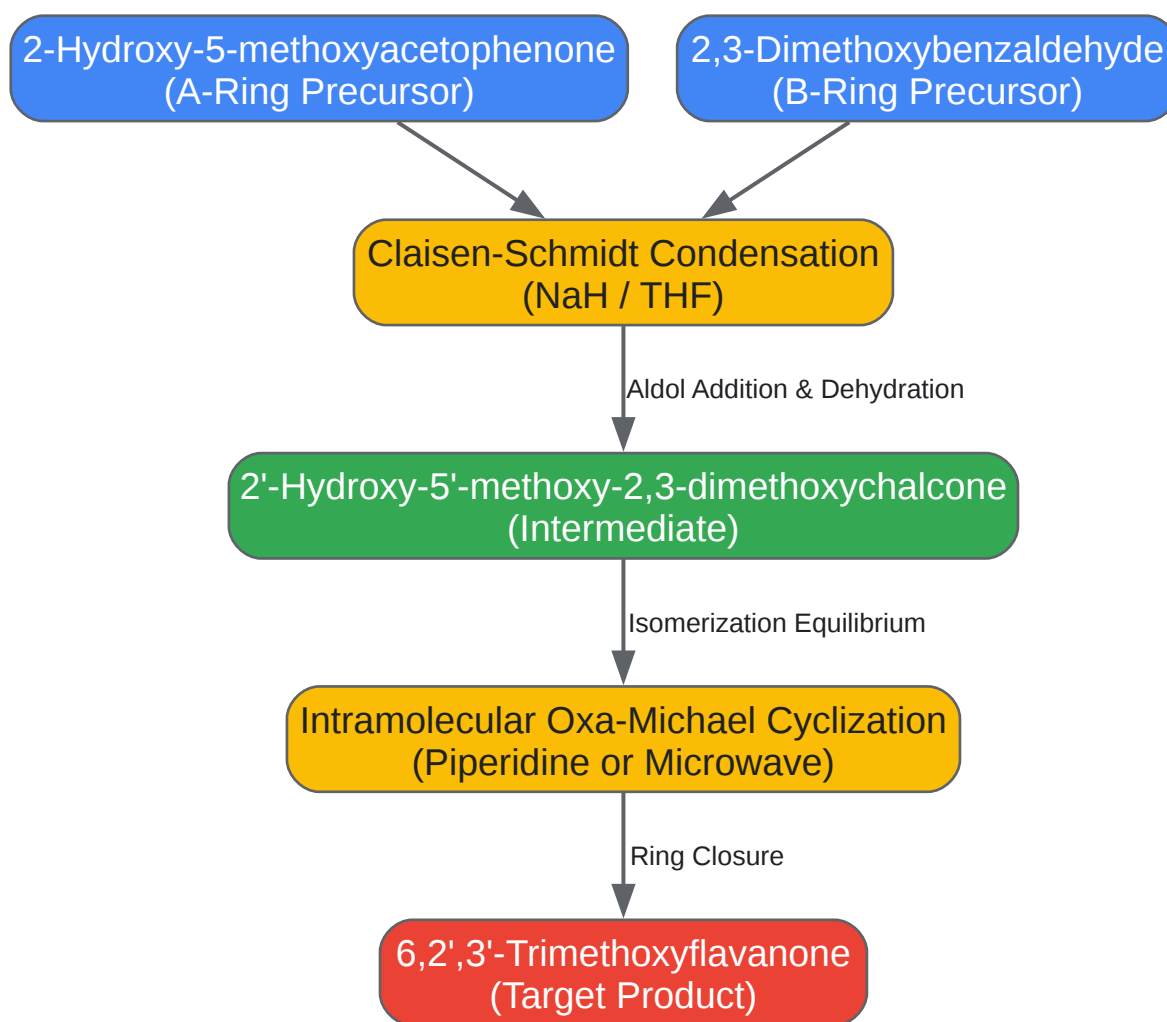 2-Hydroxy-5-methoxyacetophenone
(A-Ring Precursor)
2,3-Dimethoxybenzaldehyde
(B-Ring Precursor)
Claisen-Schmidt Condensation
(NaH / THF)
Aldol Addition & Dehydration
2'-Hydroxy-5'-methoxy-2,3-dimethoxychalcone
(Intermediate)
Isomerization Equilibrium
Intramolecular Oxa-Michael Cyclization
(Piperidine or Microwave)
Ring Closure
6,2',3'-Trimethoxyflavanone
(Target Product)